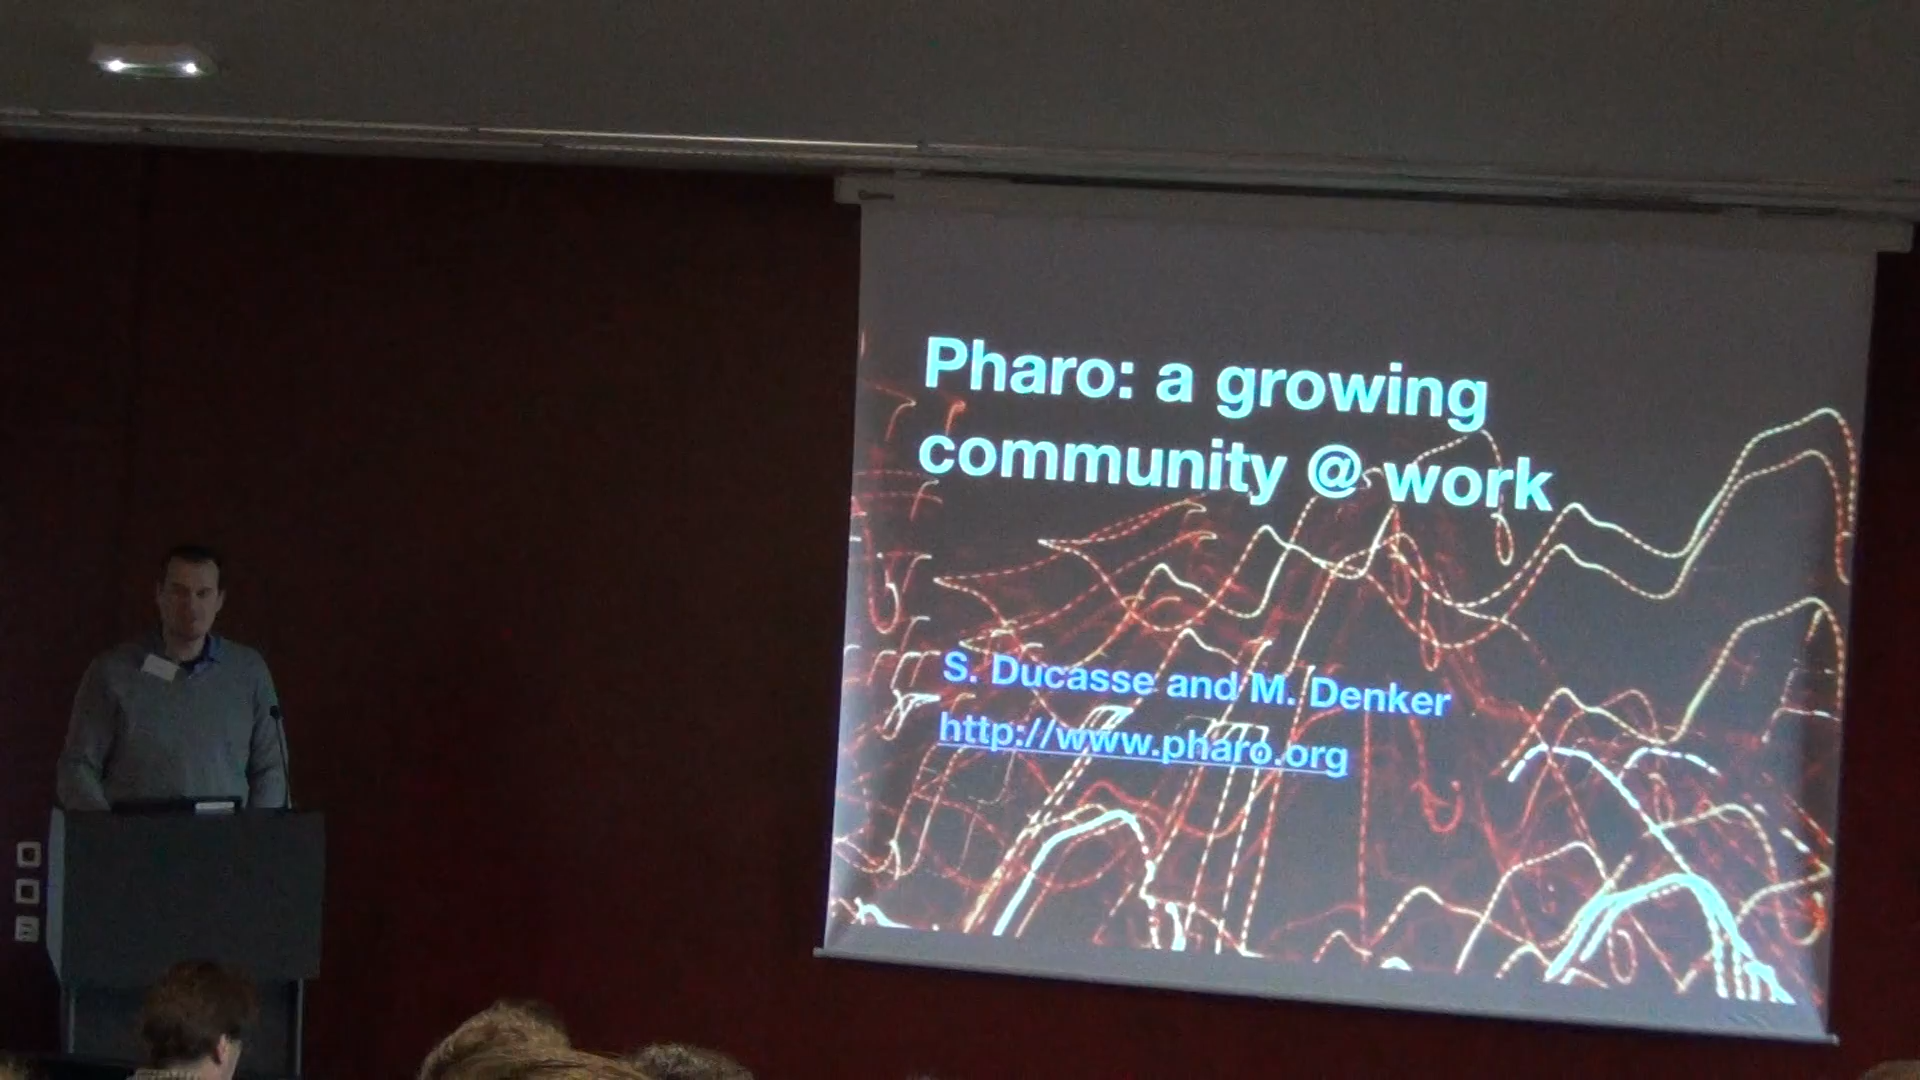 Pharo: a growing
community @ work
S. Ducasse and M. Denker
http://www.pharo.org